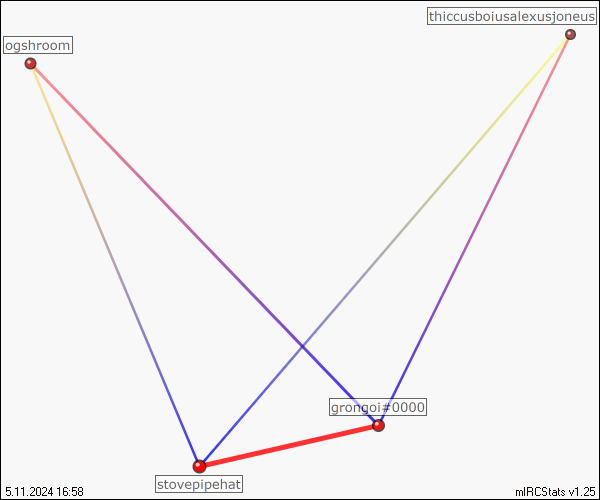 thiccusboiusalexusjoneus
ogshroom
grongoi#0000
stovepipehat
5.11.2024 16:58
mIRCStats v1.25